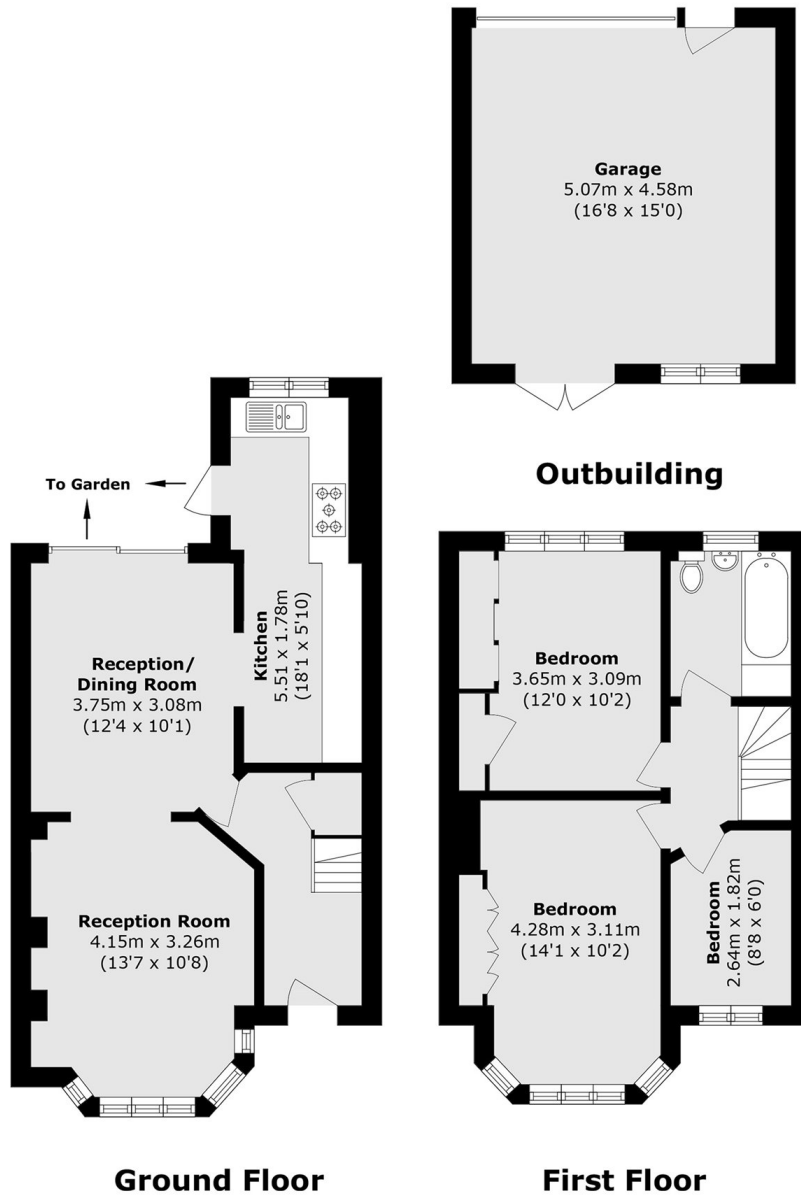 Garage
5.07m x 4.58m
(16'8 x 15'0)
Outbuilding
To Garden
Reception/
Dining Room
3.75m x 3.08m
(12'4 x 10'1)
Kitchen
5.51 x 1.78m
(18'1 x 5'10)
Reception Room
4.15m x 3.26m
(13'7 x 10'8)
Ground Floor
Bedroom
3.65m x 3.09m
(12'0 x 10'2)
Bedroom
4.28m x 3.11m
(14'1 x 10'2)
Bedroom
2.64m x 1.82m
(8'8 x 6'0)
First Floor